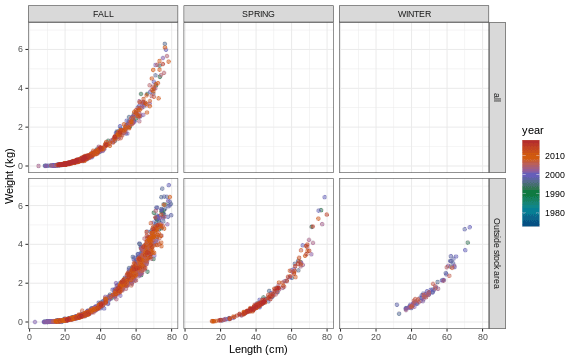 FALL SPRING WINTER
6
4
2
0
all
6
4
2
0
Outside stock area
0 20 40 60 80 0 20 40 60 80 0 20 40 60 80
Length (cm)
Weight (kg)
year
2010
2000
1990
1980